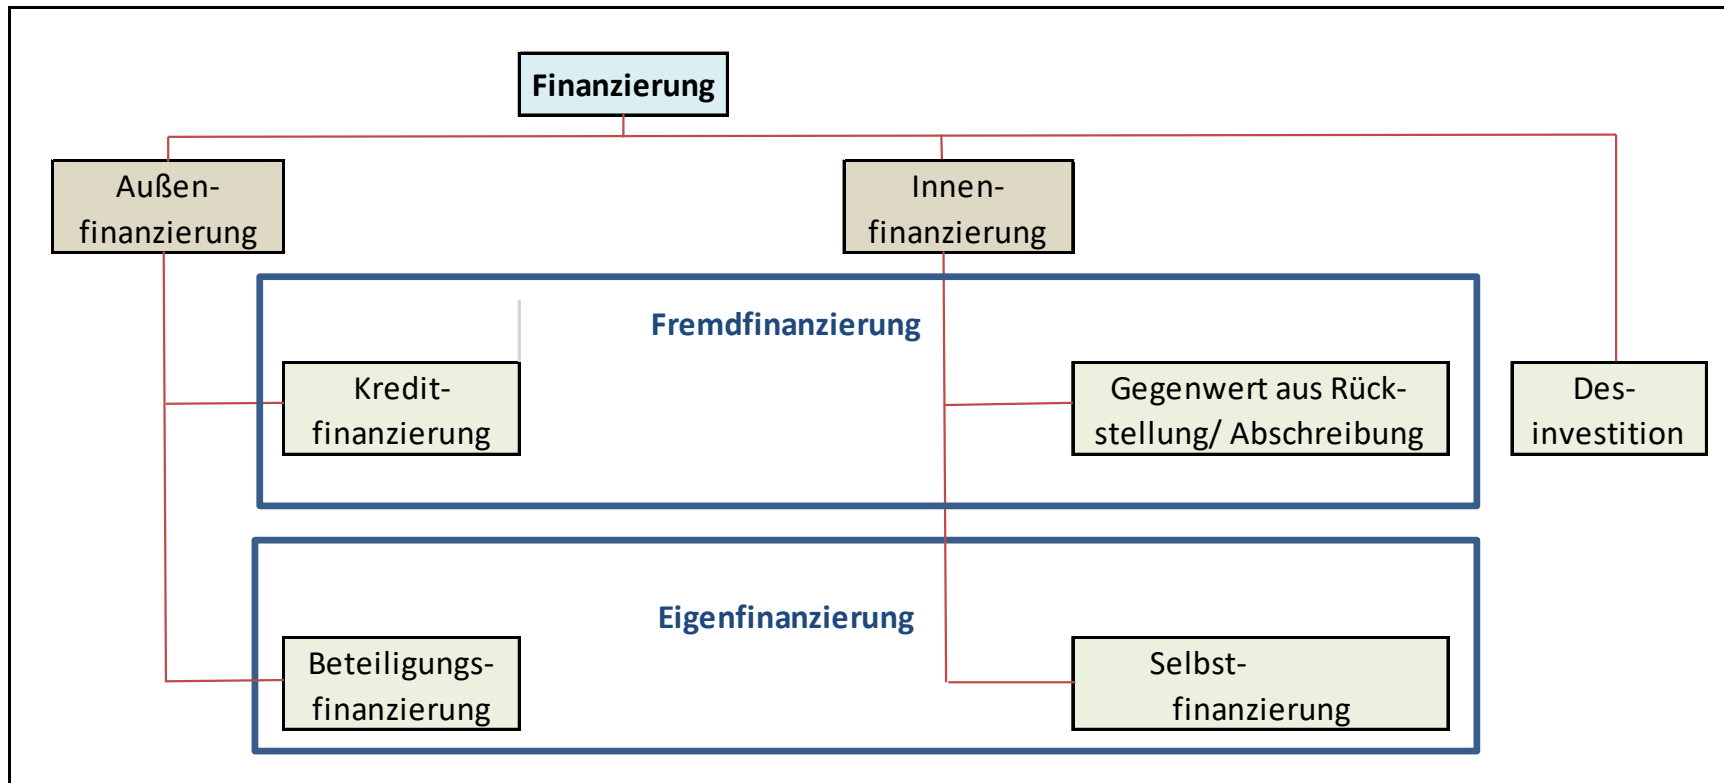 Finanzierung
Außen-
finanzierung
Innen-
finanzierung
Fremdfinanzierung
Kredit-
finanzierung
Gegenwert aus Rück-
stellung/ Abschreibung
Des-
investition
Eigenfinanzierung
Beteiligungs-
finanzierung
Selbst-
finanzierung